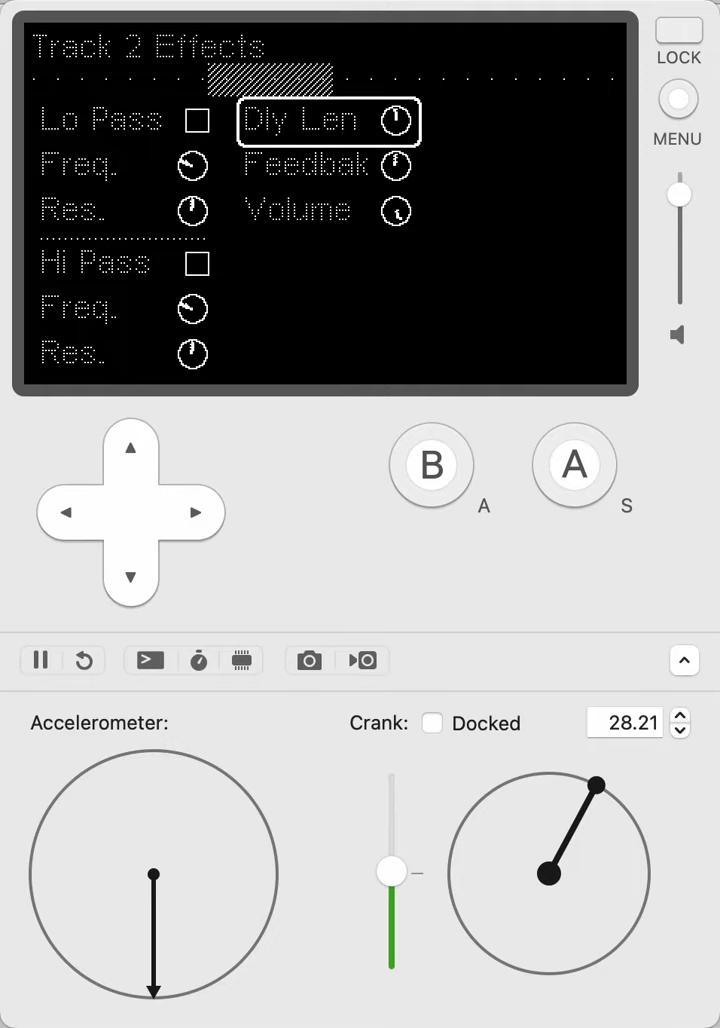 Track 2 Effects
LOCK
MENU
Lo Pass
Dly Len
Freq.
Feedbak
Res.
Volume
Hi Pass
Freq.
Res.
B
A
A
S
Accelerometer:
Crank:
Docked
28.21